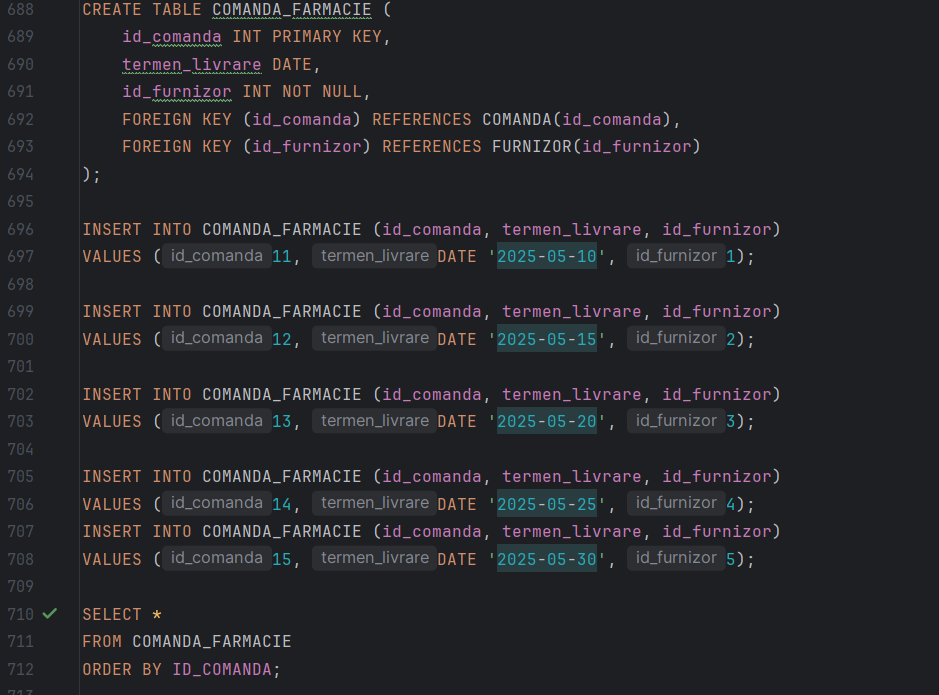 688 CREATE TABLE COMANDA_FARMACIE (
689 id_comanda INT PRIMARY KEY,
690 termen_livrare DATE,
691 id_furnizor INT NOT NULL,
692 FOREIGN KEY (id_comanda) REFERENCES COMANDA(id_comanda),
693 FOREIGN KEY (id_furnizor) REFERENCES FURNIZOR(id_furnizor)
694 );
695
696 INSERT INTO COMANDA_FARMACIE (id_comanda, termen_livrare, id_furnizor)
697 VALUES ( id_comanda 11, termen_livrare DATE '2025-05-10', id_furnizor 1);
698
699 INSERT INTO COMANDA_FARMACIE (id_comanda, termen_livrare, id_furnizor)
700 VALUES ( id_comanda 12, termen_livrare DATE '2025-05-15', id_furnizor 2);
701
702 INSERT INTO COMANDA_FARMACIE (id_comanda, termen_livrare, id_furnizor)
703 VALUES ( id_comanda 13, termen_livrare DATE '2025-05-20', id_furnizor 3);
704
705 INSERT INTO COMANDA_FARMACIE (id_comanda, termen_livrare, id_furnizor)
706 VALUES ( id_comanda 14, termen_livrare DATE '2025-05-25', id_furnizor 4);
707 INSERT INTO COMANDA_FARMACIE (id_comanda, termen_livrare, id_furnizor)
708 VALUES ( id_comanda 15, termen_livrare DATE '2025-05-30', id_furnizor 5);
709
710 SELECT *
711 FROM COMANDA_FARMACIE
712 ORDER BY ID_COMANDA;
713